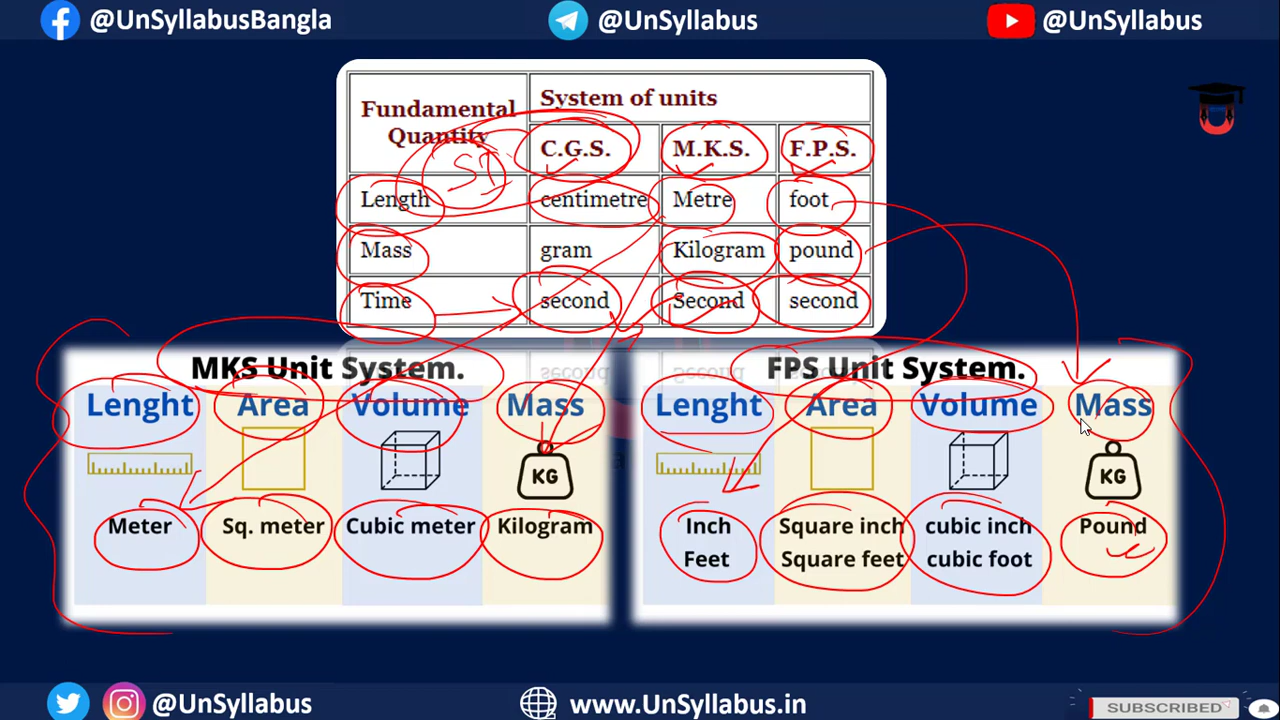 @UnSyllabusBangla @UnSyllabus @UnSyllabus
Fundamental Quantity System of units
C.G.S. M.K.S. F.P.S.
SI
Length centimetre Metre foot
Mass gram Kilogram pound
Time second Second second
MKS Unit System.
Lenght Area Volume Mass
KG
Meter Sq. meter Cubic meter Kilogram
FPS Unit System.
Lenght Area Volume Mass
KG
Inch Square inch cubic inch Pound
Feet Square feet cubic foot
@UnSyllabus www.UnSyllabus.in SUBSCRIBED